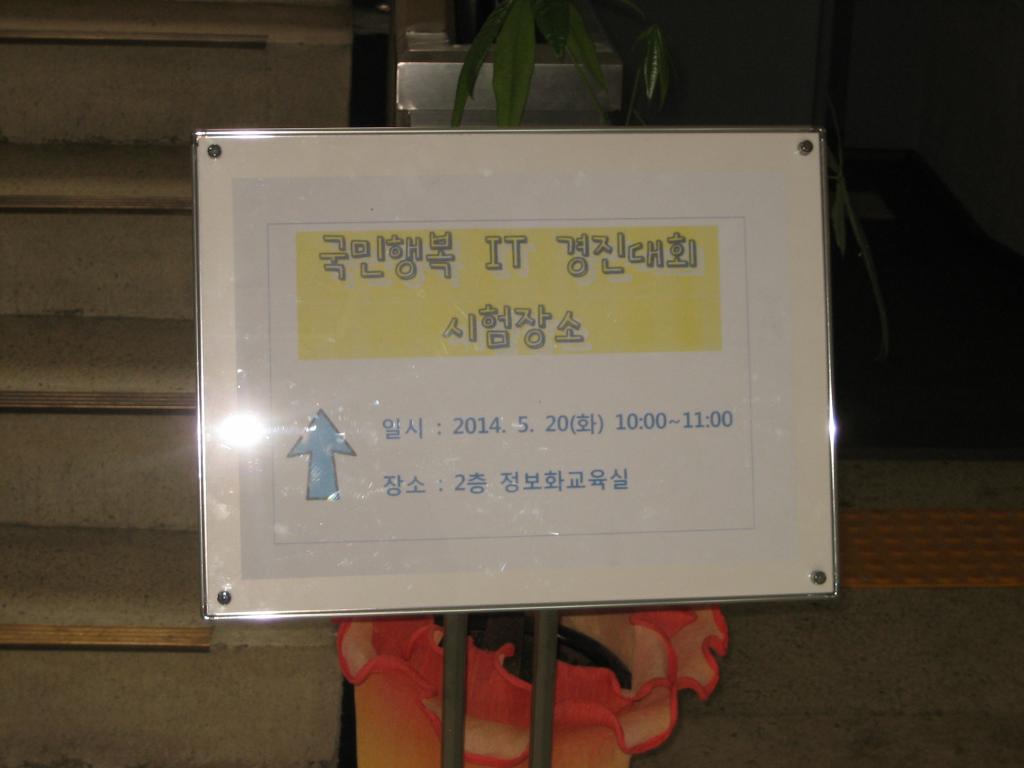 국민행복 IT 경진대회
시험장소
일시 : 2014. 5. 20(화) 10:00~11:00
장소 : 2층 정보화교육실